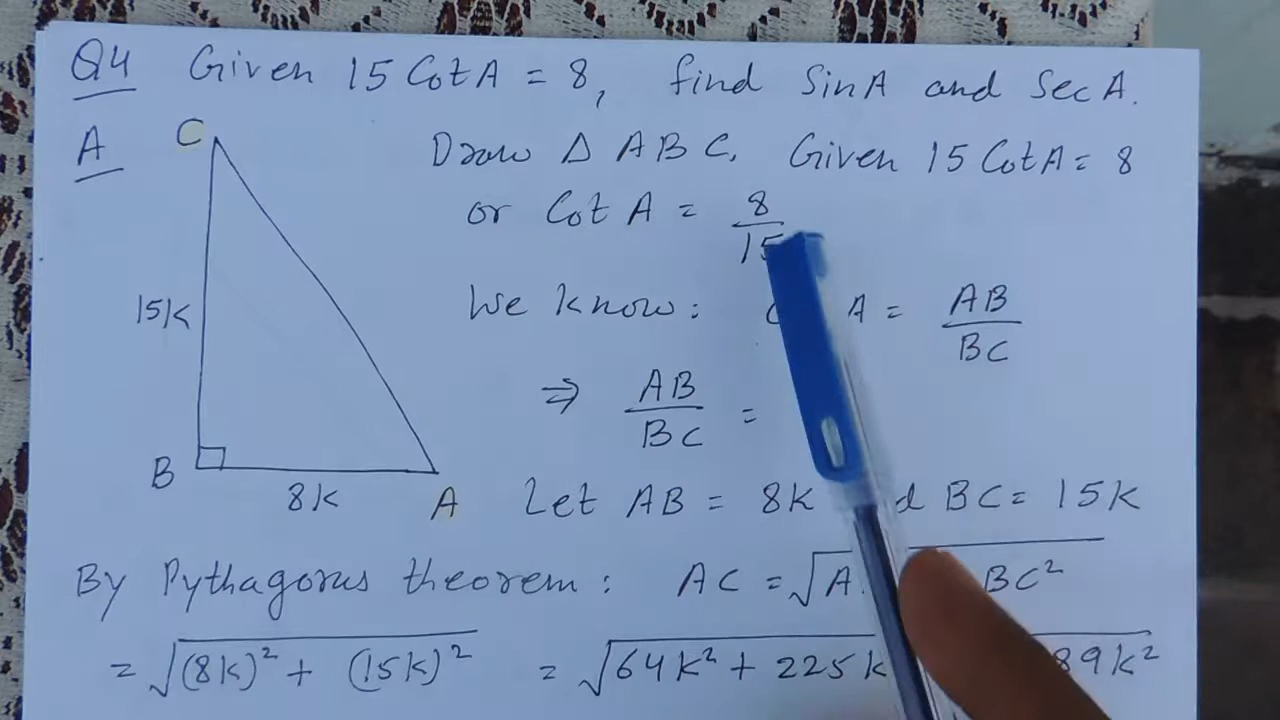 Q4 Given 15 Cot A = 8, find Sin A and Sec A.
A
C
Draw Δ ABC. Given 15 Cot A = 8
or Cot A = 8/15
15k
We know: A = AB/BC
⇒ AB/BC =
B
8k
A
Let AB = 8k BC = 15k
By Pythagorus theorem: AC = √A BC²
= √(8k)² + (15k)² = √64k² + 225k 89k²